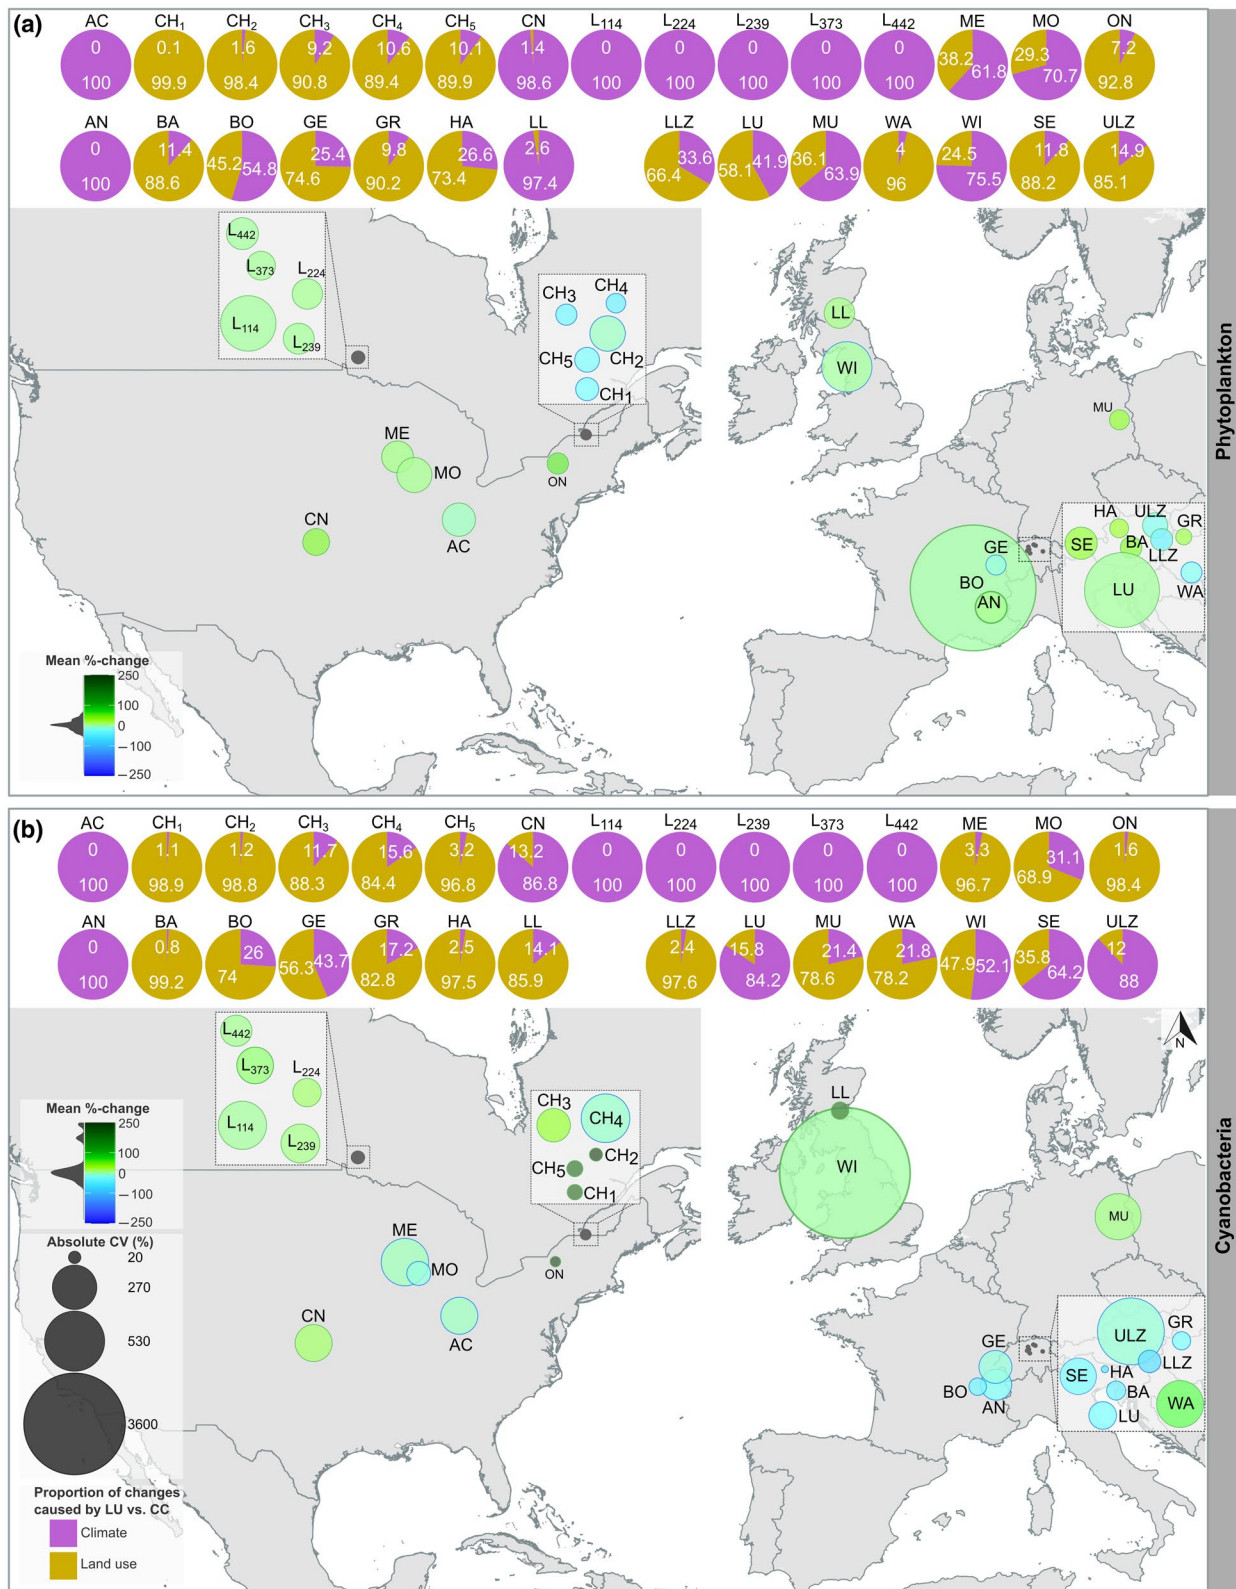 (a)
AC CH1 CH2 CH3 CH4 CH5 CN L114 L224 L239 L373 L442 ME MO ON
0 0.1 1.6 9.2 10.6 10.1 1.4 0 0 0 0 0 38.2 29.3 7.2
100 99.9 98.4 90.8 89.4 89.9 98.6 100 100 100 100 100 61.8 70.7 92.8
AN BA BO GE GR HA LL LLZ LU MU WA WI SE ULZ
0 11.4 45.2 25.4 9.8 26.6 2.6 33.6 58.1 36.1 4 24.5 11.8 14.9
100 88.6 54.8 74.6 90.2 73.4 97.4 66.4 41.9 63.9 96 75.5 88.2 85.1
L442
L373
L224
L114
L239
CH3
CH4
CH5
CH2
CH1
LL
WI
MU
ME
MO
ON
CN
AC
GE
BO
AN
HA
ULZ
GR
SE
BA
LLZ
WA
LU
Mean %-change
250
100
0
−100
−250
Phytoplankton
(b)
AC CH1 CH2 CH3 CH4 CH5 CN L114 L224 L239 L373 L442 ME MO ON
0 1.1 1.2 11.7 15.6 3.2 13.2 0 0 0 0 0 3.3 31.1 1.6
100 98.9 98.8 88.3 84.4 96.8 86.8 100 100 100 100 100 96.7 68.9 98.4
AN BA BO GE GR HA LL LLZ LU MU WA WI SE ULZ
0 0.8 26 56.3 17.2 2.5 14.1 2.4 15.8 21.4 21.8 47.9 35.8 12
100 99.2 74 43.7 82.8 97.5 85.9 97.6 84.2 78.6 78.2 52.1 64.2 88
N
L442
L373
L224
L114
L239
CH3
CH4
CH2
CH5
CH1
LL
WI
MU
ME
MO
ON
CN
AC
GE
BO
AN
ULZ
GR
LLZ
SE
HA
BA
LU
WA
Mean %-change
250
100
0
−100
−250
Absolute CV (%)
20
270
530
3600
Proportion of changes
caused by LU vs. CC
Climate
Land use
Cyanobacteria